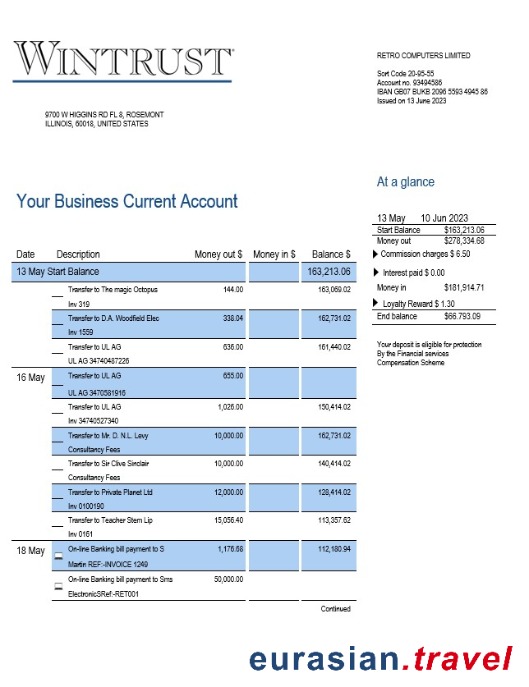 WINTRUST
RETRO COMPUTERS LIMITED
Sort Code 20-95-55
Account no. 93494586
IBAN GB07 BUKB 2096 5593 4945 86
Issued on 13 June 2023
9700 W HIGGINS RD FL 8, ROSEMONT
ILLINOIS, 60018, UNITED STATES
At a glance
Your Business Current Account
13 May 10 Jun 2023
Start Balance $163,213.06
Money out $278,334.68
Commission charges $ 6.50
Interest paid $ 0.00
Money in $181,914.71
Loyalty Reward $ 1.30
End balance $66.793.09
Your deposit is eligible for protection
By the Financial services
Compensation Scheme
Date Description Money out $ Money in $ Balance $
13 May Start Balance 163,213.06
Transfer to The magic Octopus 144.00 163,069.02
Inv 319
Transfer to D.A. Woodfield Elec 338.04 162,731.02
Inv 1559
Transfer to UL AG 636.00 161,440.02
UL AG 34740487226
16 May Transfer to UL AG 655.00
UL AG 3470581916
Transfer to UL AG 1,026.00 150,414.02
Inv 34740527340
Transfer to Mr. D. N.L. Levy 10,000.00 162,731.02
Consultancy Fees
Transfer to Sir Clive Sinclair 10,000.00 140,414.02
Consultancy Fees
Transfer to Private Planet Ltd 12,000.00 128,414.02
Inv 0100190
Transfer to Teacher Stern Lip 15,056.40 113,357.62
Inv 0161
18 May On-line Banking bill payment to S 1,176.68 112,180.94
Martin REF:-INVOICE 1249
On-line Banking bill payment to Sms 50,000.00
ElectronicSRef:-RET001
Continued
eurasian.travel